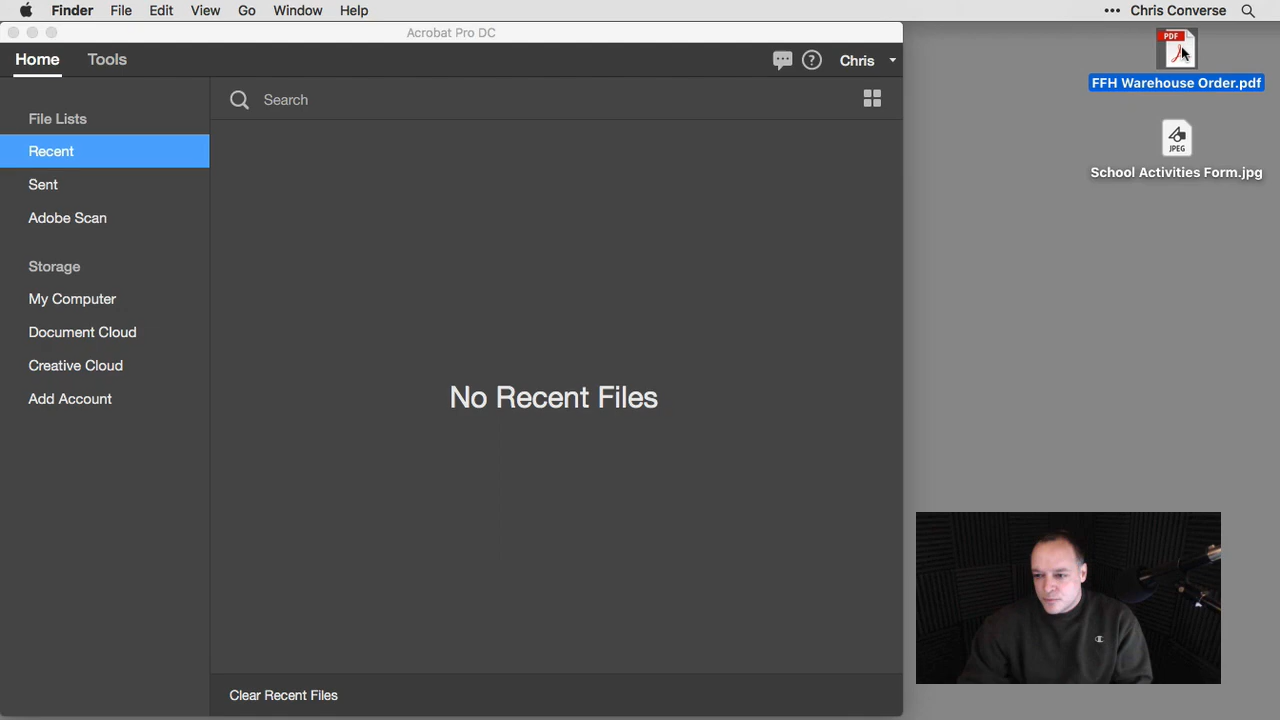 Finder File Edit View Go Window Help
••• Chris Converse
Acrobat Pro DC
Home Tools
Chris
File Lists
Search
Recent
Sent
Adobe Scan
Storage
My Computer
Document Cloud
Creative Cloud
Add Account
No Recent Files
Clear Recent Files
PDF
FFH Warehouse Order.pdf
JPEG
School Activities Form.jpg